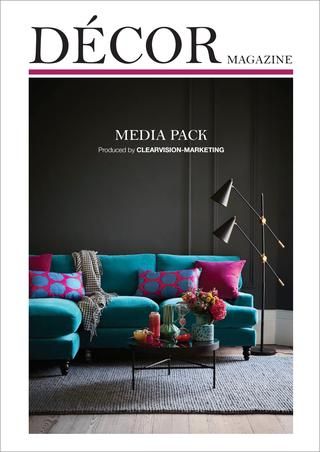 DÉCOR MAGAZINE
MEDIA PACK
Produced by CLEARVISION-MARKETING